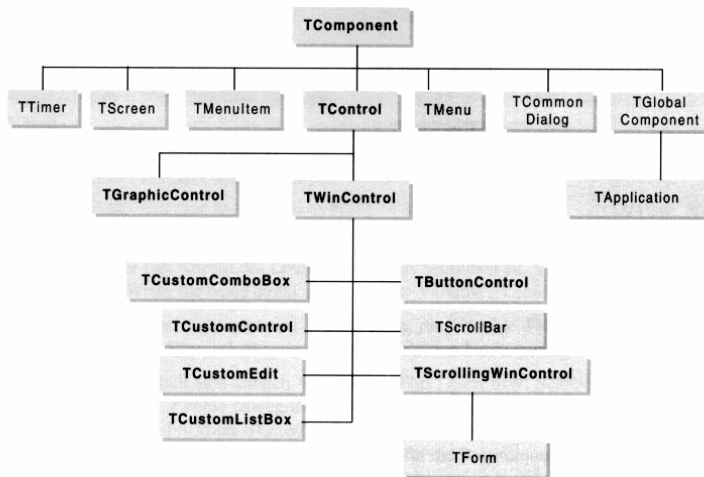 TComponent
TTimer
TScreen
TMenuItem
TControl
TMenu
TCommon
Dialog
TGlobal
Component
TGraphicControl
TWinControl
TApplication
TCustomComboBox
TButtonControl
TCustomControl
TScrollBar
TCustomEdit
TScrollingWinControl
TCustomListBox
TForm